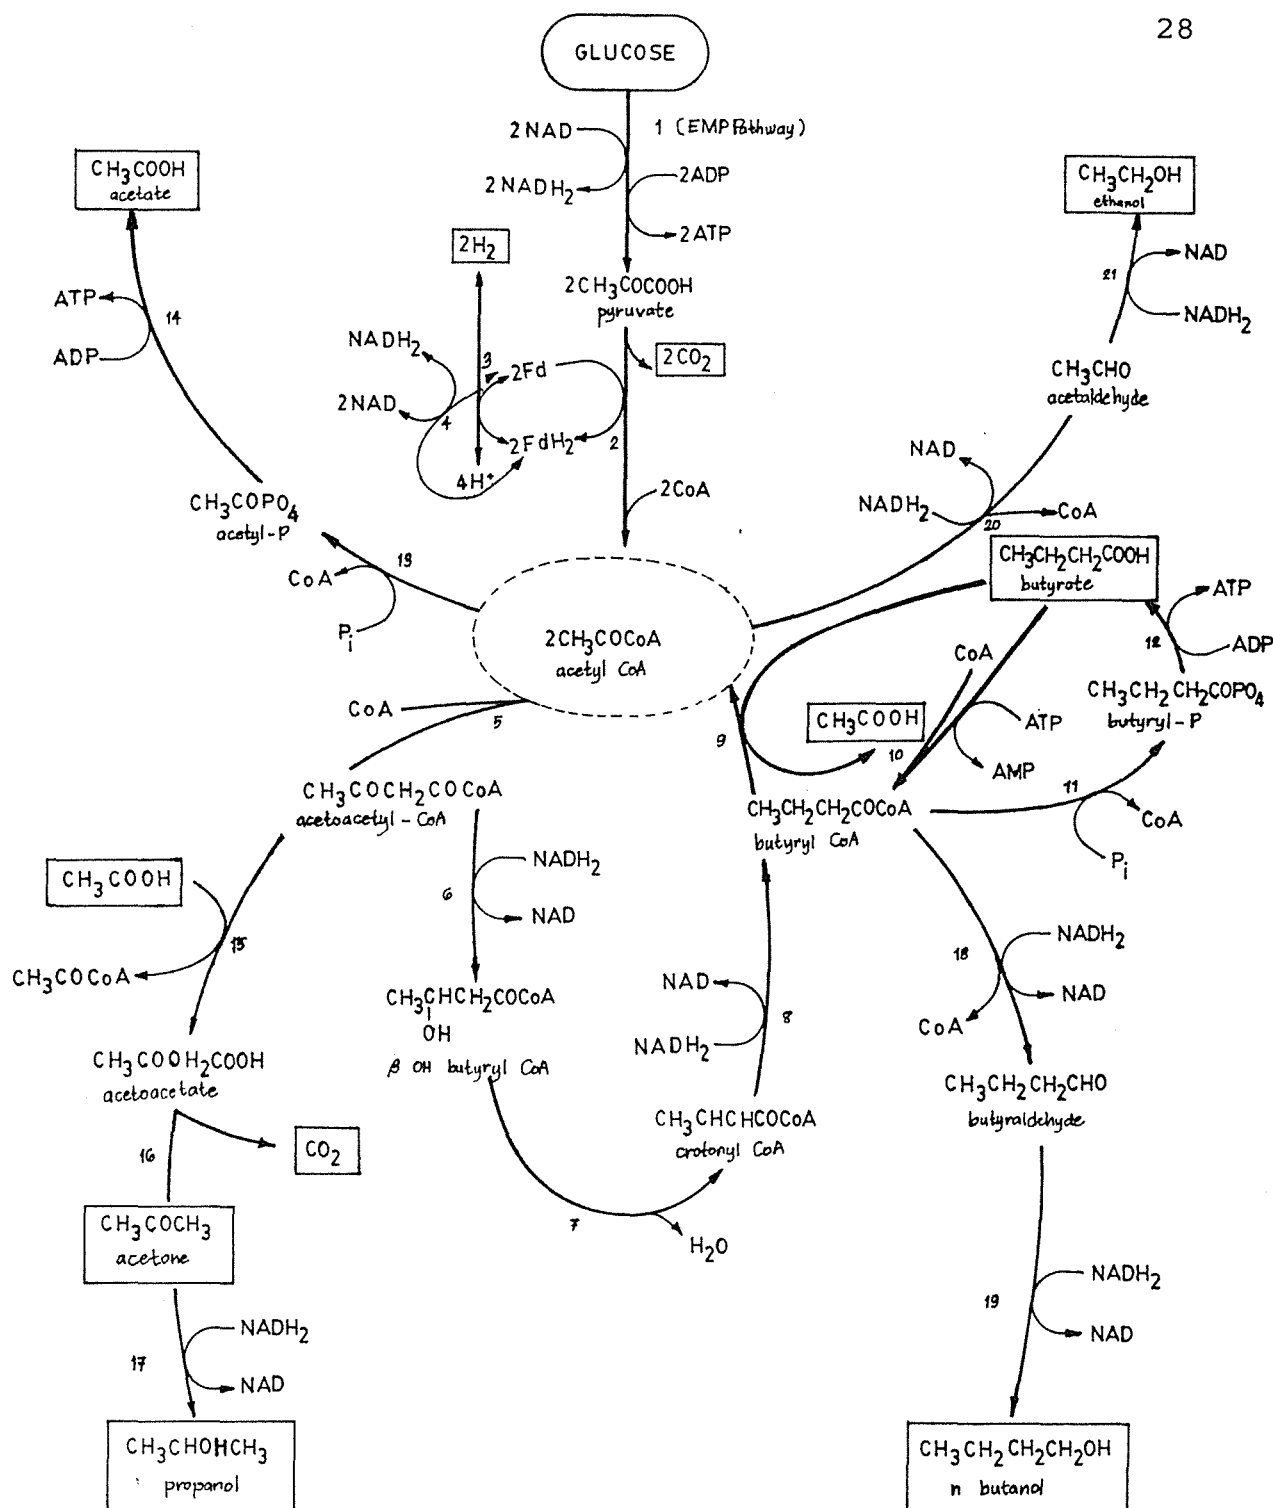 28
GLUCOSE
1 (EMP Pathway)
2NAD
2NADH₂
2ADP
2ATP
CH₃COOH
acetate
CH₃CH₂OH
ethanol
2H₂
2CH₃COCOOH
pyruvate
2CO₂
ATP
ADP
14
NADH₂
2NAD
4
3
2Fd
2FdH₂
4H⁺
2
2CoA
NAD
NADH₂
21
CH₃CHO
acetaldehyde
NAD
NADH₂
CoA
20
CH₃COPO₄
acetyl-P
CoA
Pi
13
2CH₃COCoA
acetyl CoA
CH₃CH₂CH₂COOH
butyrate
ATP
ADP
12
CH₃CH₂CH₂COPO₄
butyryl-P
CoA
5
CoA
CH₃COOH
10
ATP
AMP
9
11
CoA
Pi
CH₃COCH₂COCoA
acetoacetyl-CoA
CH₃CH₂CH₂COCoA
butyryl CoA
CH₃COOH
15
CH₃COCoA
NADH₂
6
NAD
CH₃CHCH₂COCoA
OH
β OH butyryl CoA
NAD
NADH₂
8
18
NADH₂
NAD
CoA
CH₃COOH₂COOH
acetoacetate
16
CO₂
CH₃CHCHCOCoA
crotonyl CoA
7
H₂O
CH₃CH₂CH₂CHO
butyraldehyde
CH₃COCH₃
acetone
17
NADH₂
NAD
19
NADH₂
NAD
CH₃CHOHCH₃
propanol
CH₃CH₂CH₂CH₂OH
n butanol